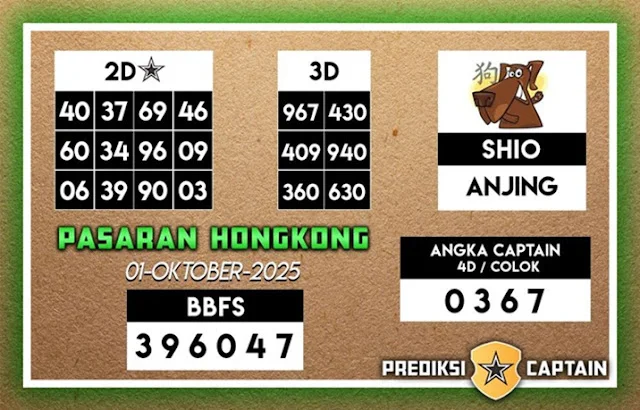 2D
40 37 69 46
60 34 96 09
06 39 90 03
3D
967 430
409 940
360 630
狗
SHIO
ANJING
PASARAN HONGKONG
01-OKTOBER-2025
BBFS
396047
ANGKA CAPTAIN
4D / COLOK
0367
PREDIKSI CAPTAIN